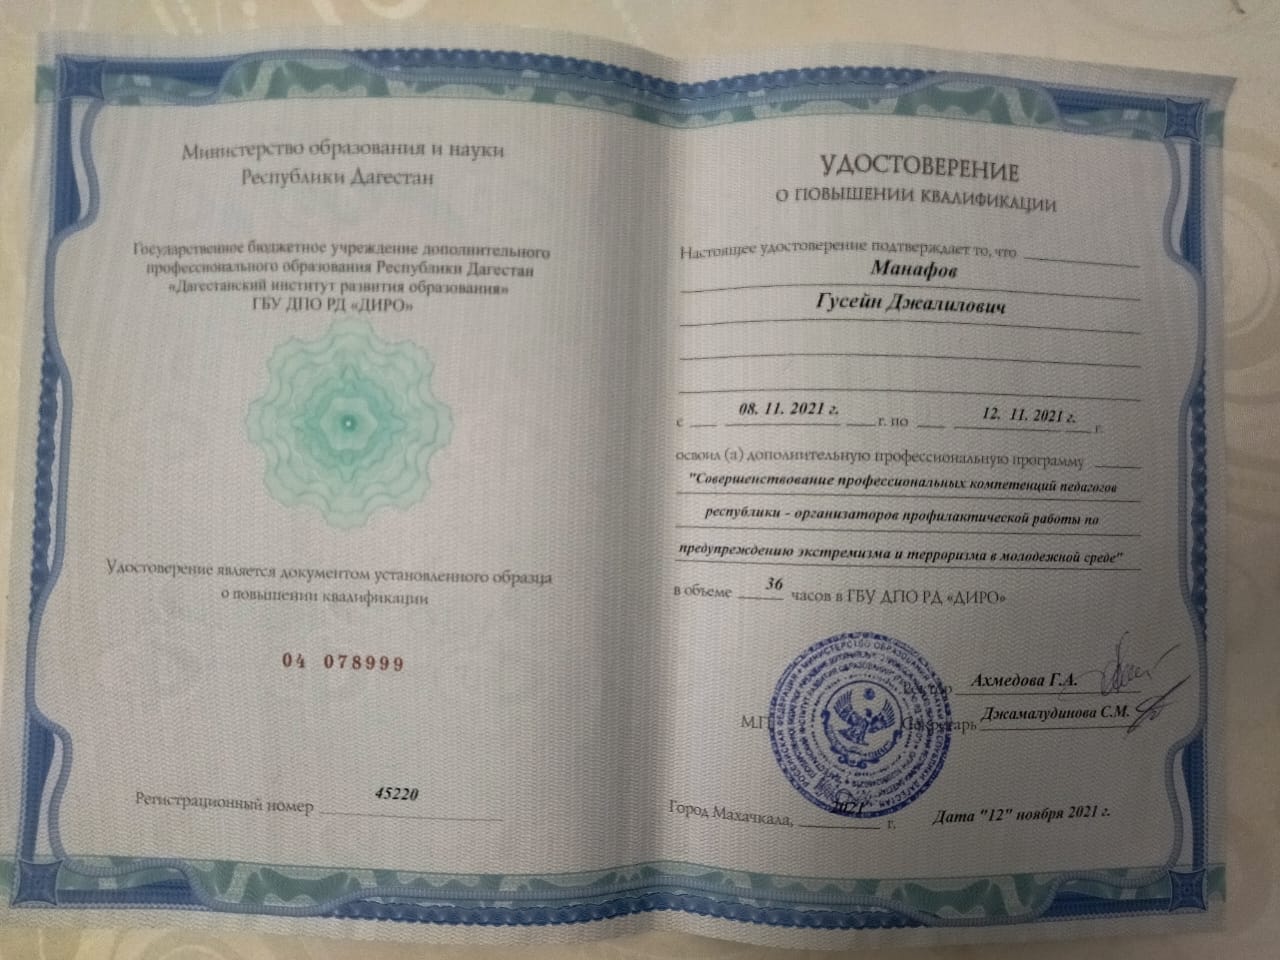 Министерство образования и науки
Республики Дагестан
Государственное бюджетное учреждение дополнительного
профессионального образования Республики Дагестан
«Дагестанский институт развития образования»
ГБУ ДПО РД «ДИРО»
Удостоверение является документом установленного образца
о повышении квалификации
04 078999
Регистрационный номер 45220
УДОСТОВЕРЕНИЕ
О ПОВЫШЕНИИ КВАЛИФИКАЦИИ
Настоящее удостоверение подтверждает то, что
Манафов
Гусейн Джалилович
с 08. 11. 2021 г. г. по 12. 11. 2021 г. г.
освоил (а) дополнительную профессиональную программу
"Совершенствование профессиональных компетенций педагогов
республики - организаторов профилактической работы по
предупреждению экстремизма и терроризма в молодежной среде"
в объеме 36 часов в ГБУ ДПО РД «ДИРО»
Ректор Ахмедова Г.А.
М.П. Секретарь Джамалудинова С.М.
Город Махачкала, 2021 г. Дата "12" ноября 2021 г.